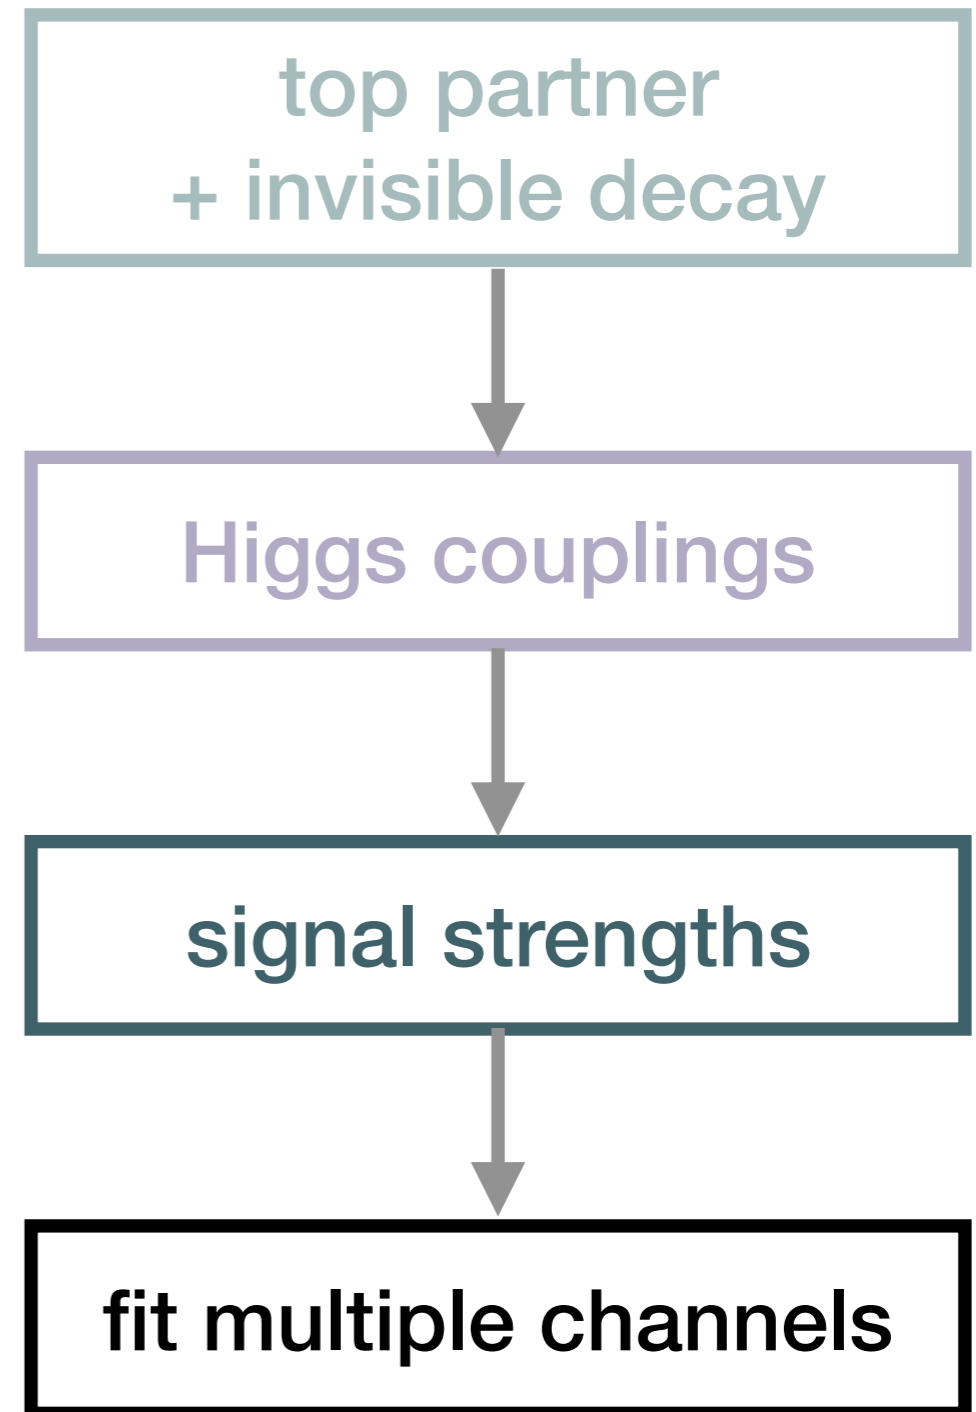 top partner
+ invisible decay
Higgs couplings
signal strengths
fit multiple channels